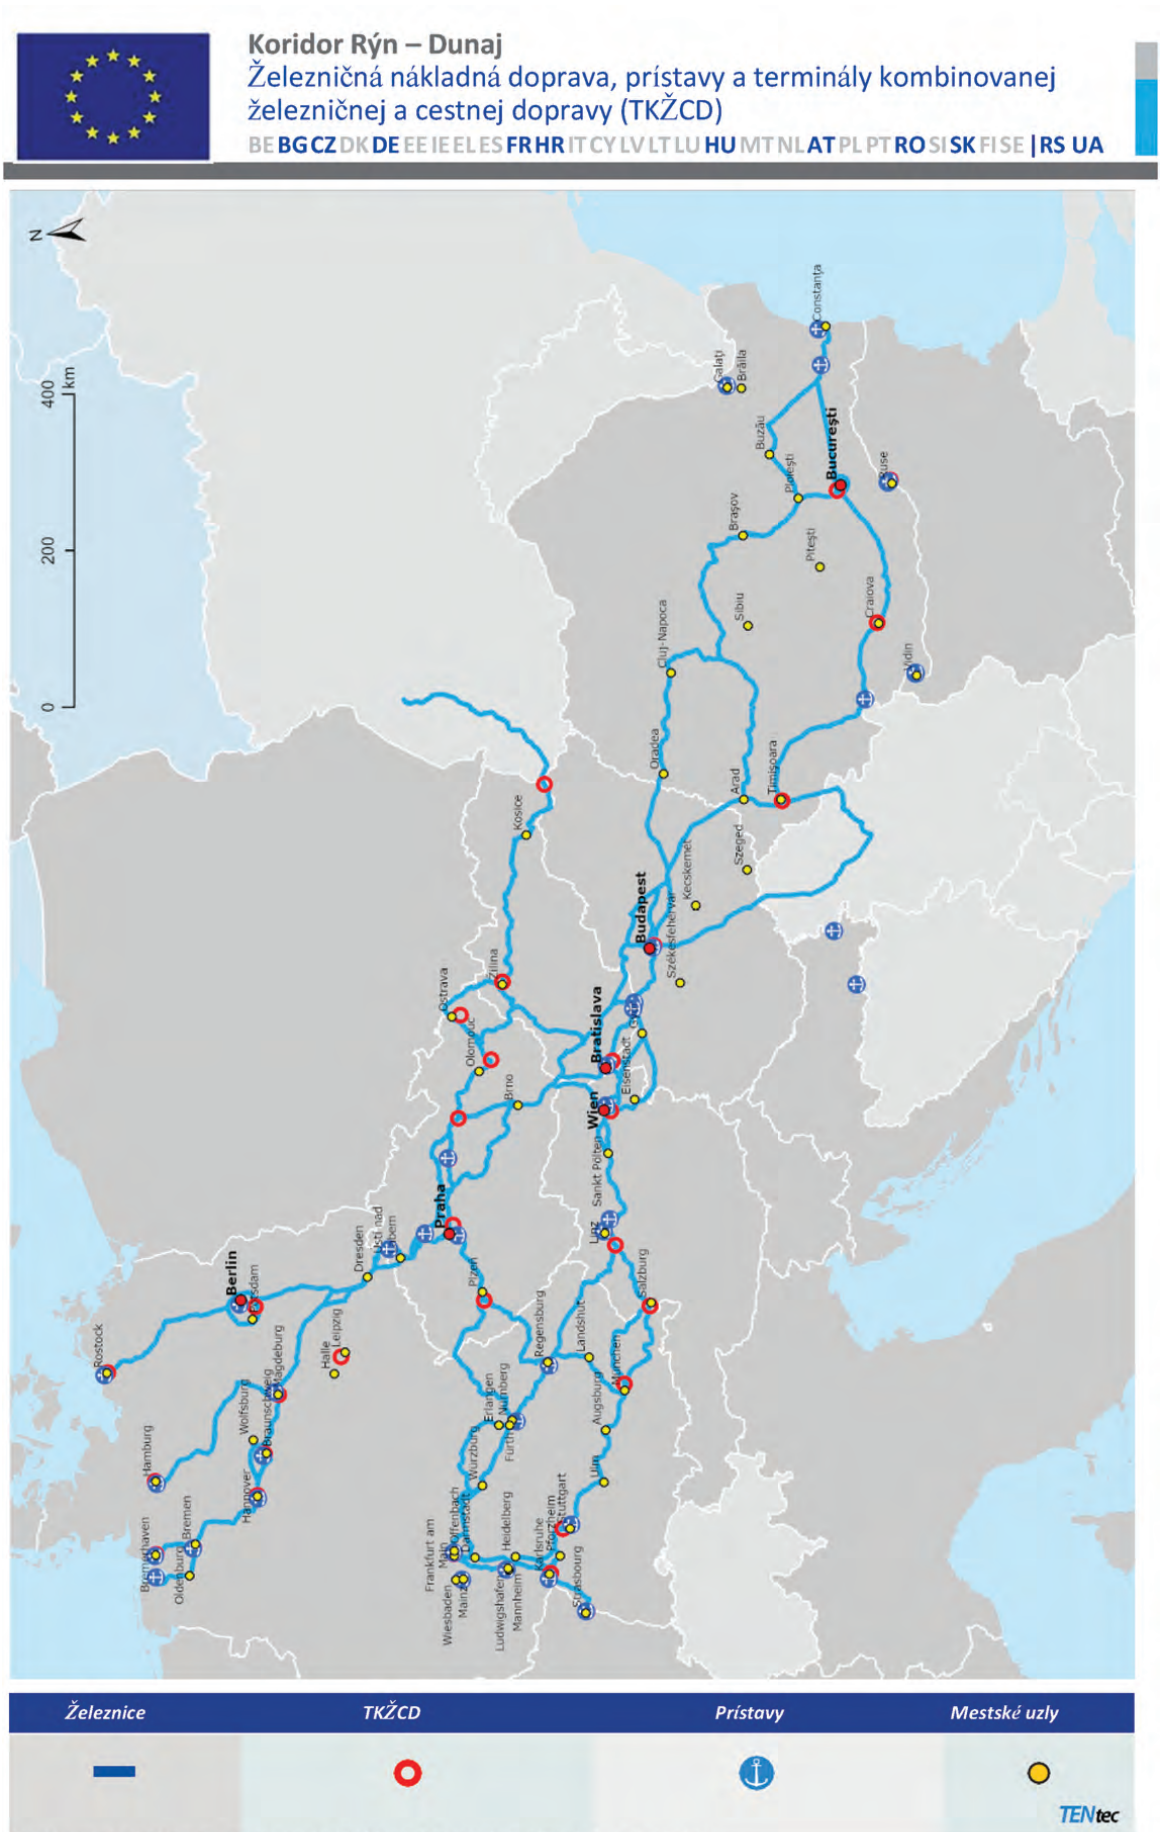 Koridor Rýn – Dunaj
Železničná nákladná doprava, prístavy a terminály kombinovanej
železničnej a cestnej dopravy (TKŽCD)
BE BG CZ DK DE EE IE EL ES FR HR IT CY LV LT LU HU MT NL AT PL PT RO SI SK FI SE | RS UA
N
0
200
400
km
Constanța
Galați
Brăila
Buzău
Ploiești
București
Ruse
Brașov
Pitești
Sibiu
Craiova
Vidin
Cluj-Napoca
Oradea
Arad
Timișoara
Szeged
Kecskemét
Budapest
Székesfehérvár
Kosice
Žilina
Ostrava
Olomouc
Brno
Bratislava
Eisenstadt
Wien
Sankt Pölten
Linz
Salzburg
Praha
Plzen
Ústí nad
Labem
Dresden
Berlin
Potsdam
Rostock
Leipzig
Halle
Magdeburg
Wolfsburg
Braunschweig
Hannover
Hamburg
Bremerhaven
Bremen
Oldenburg
Regensburg
Landshut
München
Augsburg
Ulm
Erlangen
Nürnberg
Fürth
Würzburg
Frankfurt am
Main
Offenbach
Darmstadt
Wiesbaden
Mainz
Heidelberg
Ludwigshafen
Mannheim
Karlsruhe
Pforzheim
Stuttgart
Strasbourg
Železnice
TKŽCD
Prístavy
Mestské uzly
TENtec